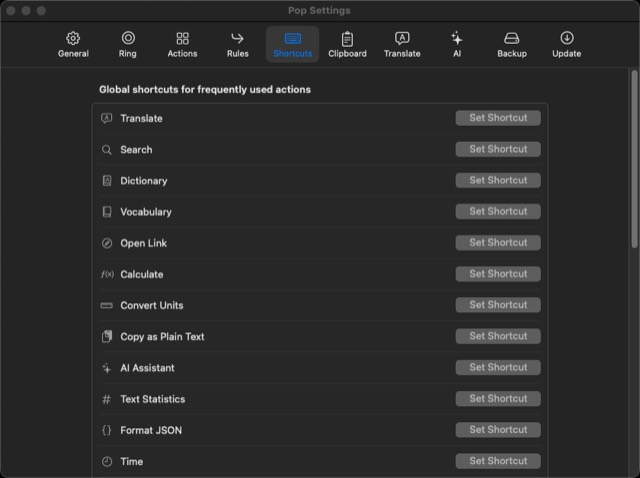 Pop Settings
General Ring Actions Rules Shortcuts Clipboard Translate AI Backup Update
Global shortcuts for frequently used actions
Translate Set Shortcut
Search Set Shortcut
Dictionary Set Shortcut
Vocabulary Set Shortcut
Open Link Set Shortcut
f(x) Calculate Set Shortcut
Convert Units Set Shortcut
Copy as Plain Text Set Shortcut
AI Assistant Set Shortcut
# Text Statistics Set Shortcut
{} Format JSON Set Shortcut
Time Set Shortcut